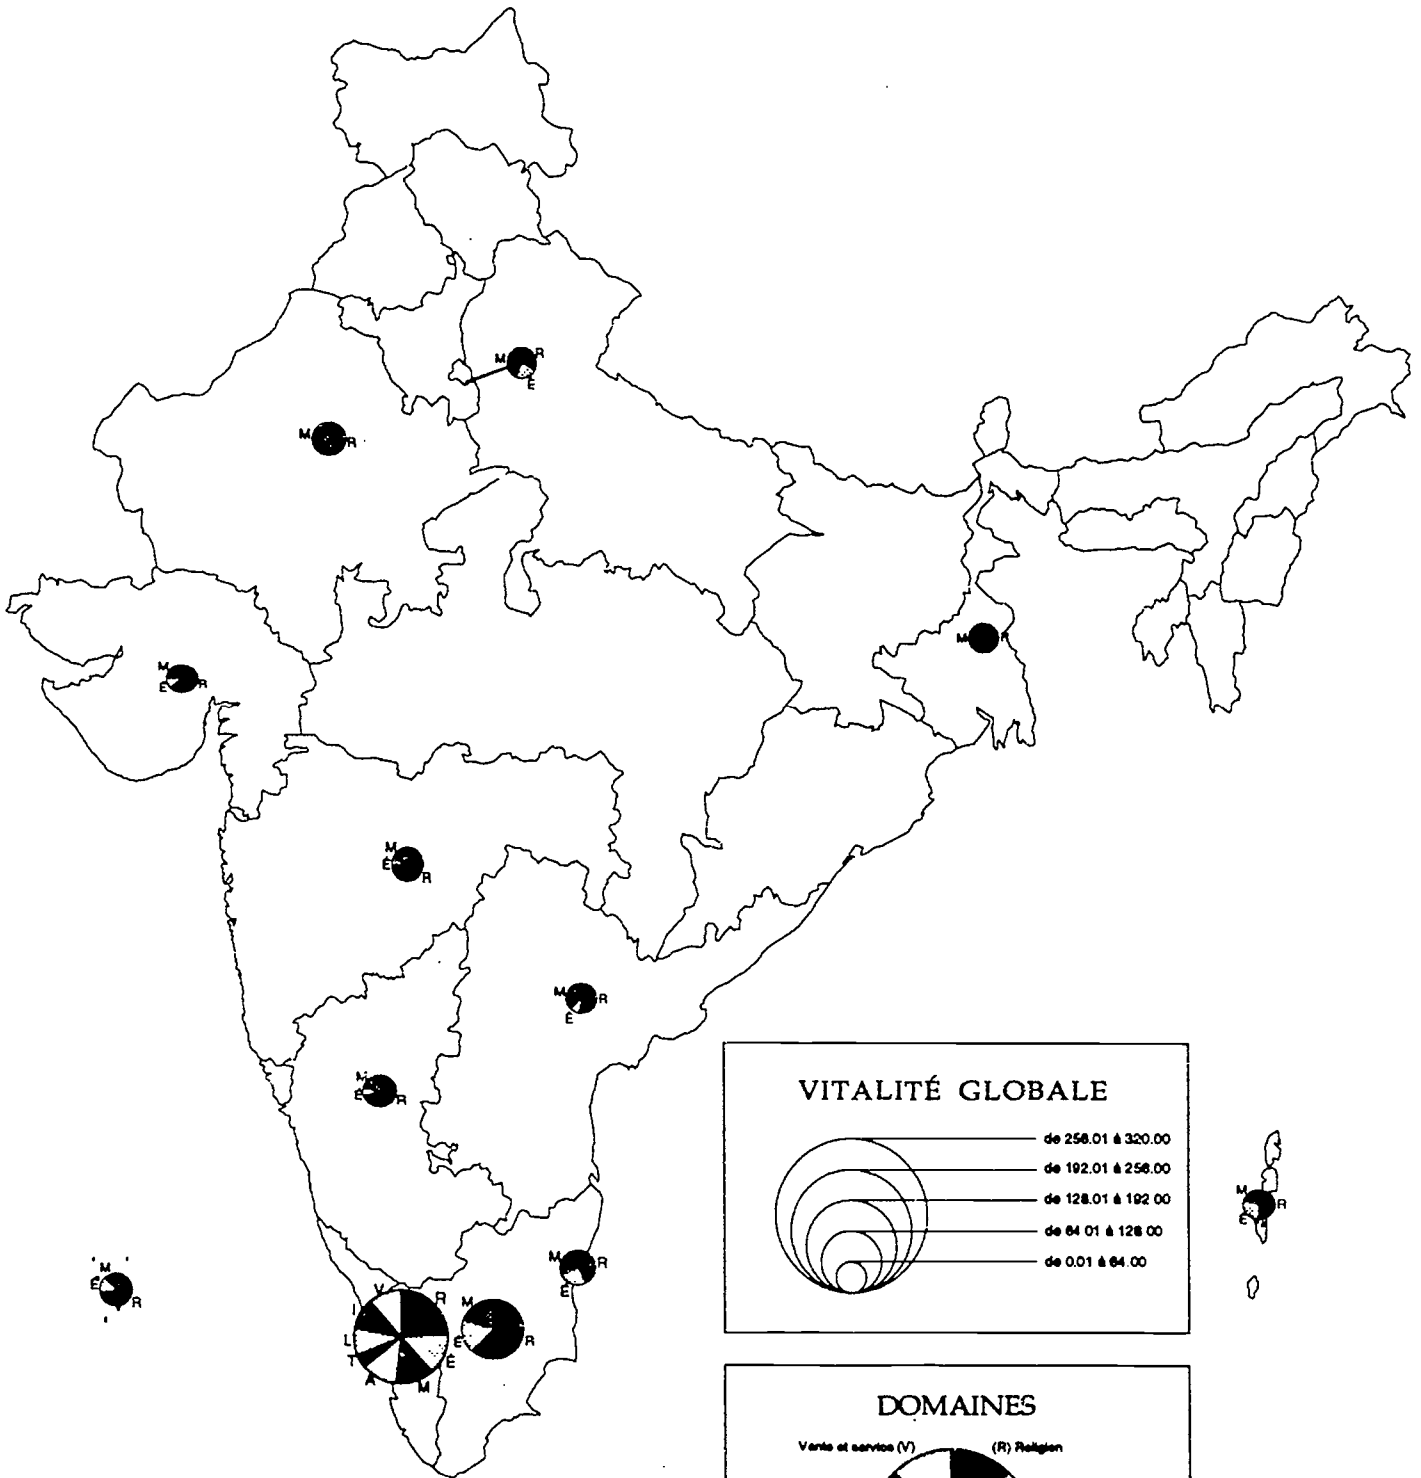 M R
É
M R
M R
M
É R
M
É R
M R
É
M
É R
M R
É
M R
É
M
É R
V R
I
L
T É
A M
M
É R
VITALITÉ GLOBALE
de 256.01 à 320.00
de 192.01 à 256.00
de 128.01 à 192 00
de 64 01 à 128 00
de 0.01 à 64.00
DOMAINES
Vente et service (V) (R) Religion